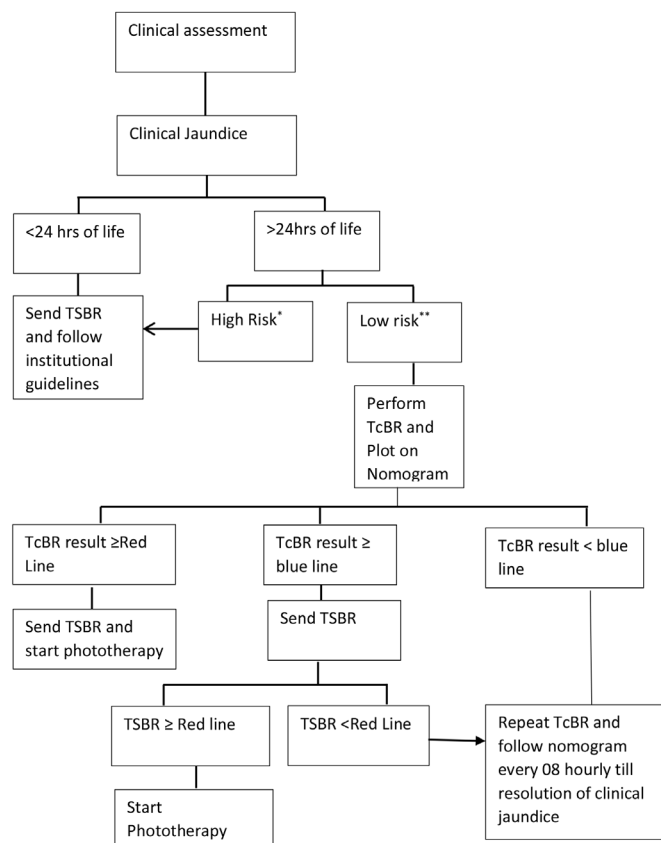 Clinical assessment
Clinical Jaundice
<24 hrs of life
>24hrs of life
Send TSBR
and follow
institutional
guidelines
High Risk*
Low risk**
Perform
TcBR and
Plot on
Nomogram
TcBR result ≥Red
Line
TcBR result ≥
blue line
TcBR result < blue
line
Send TSBR and
start phototherapy
Send TSBR
TSBR ≥ Red line
TSBR <Red Line
Repeat TcBR and
follow nomogram
every 08 hourly till
resolution of clinical
jaundice
Start
Phototherapy